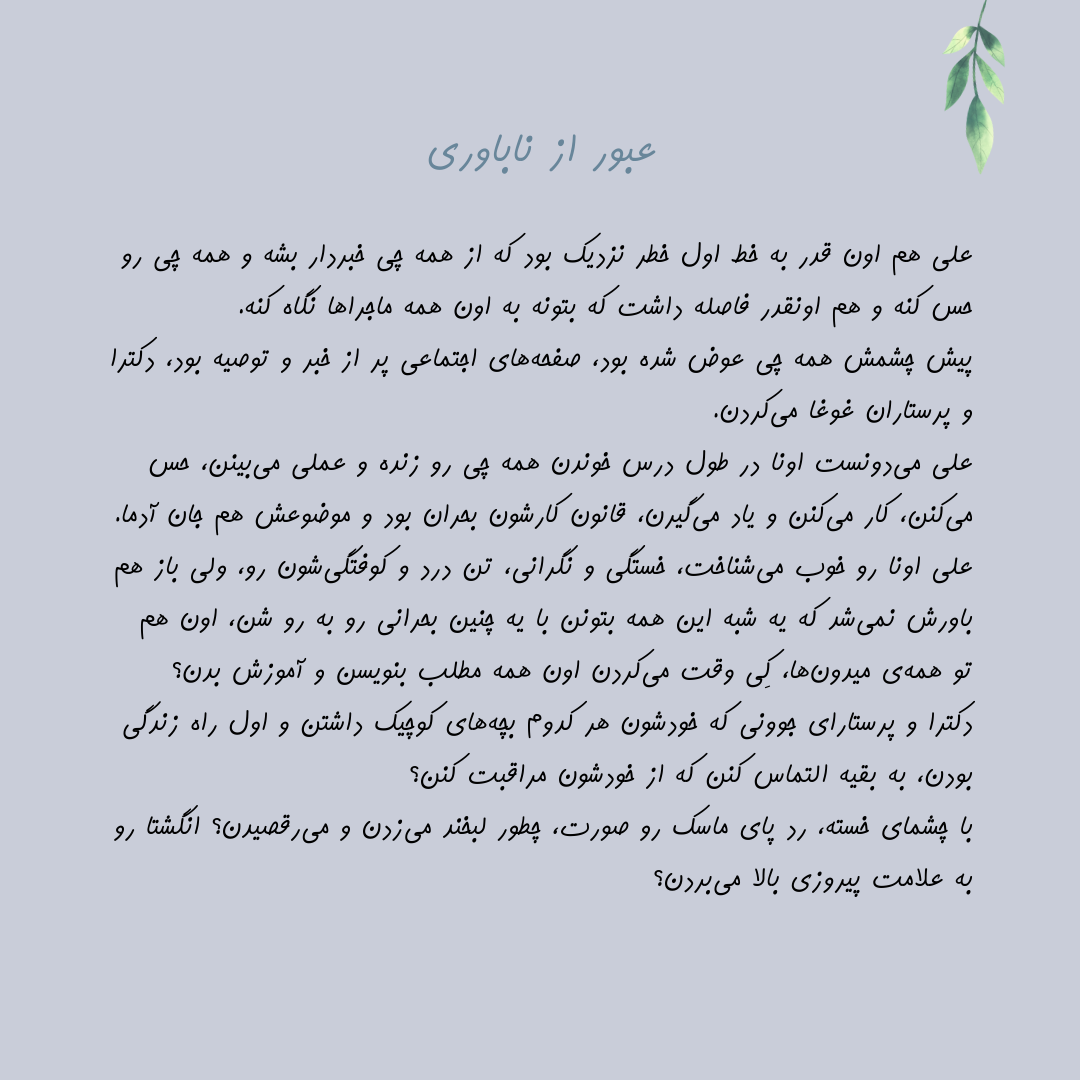 عبور از ناباوری
علی هم اون قدر به خط اول خطر نزدیک بود که از همه چی خبردار بشه و همه چی رو
حس کنه و هم اونقدر فاصله داشت که بتونه به اون همه ماجراها نگاه کنه.
پیش چشمش همه چی عوض شده بود، صفحه‌های اجتماعی پر از خبر و توصیه بود، دکترا
و پرستاران غوغا می‌کردن.
علی می‌دونست اونا در طول درس خوندن همه چی رو زنده و عملی می‌بینن، حس
می‌کنن، کار می‌کنن و یاد می‌گیرن، قانون کارشون بحران بود و موضوعش هم جان آدما.
علی اونا رو خوب می‌شناخت، خستگی و نگرانی، تن درد و کوفتگی‌شون رو، ولی باز هم
باورش نمی‌شد که یه شبه این همه بتونن با یه چنین بحرانی رو به رو شن، اون هم
تو همه‌ی میدون‌ها، کِی وقت می‌کردن اون همه مطلب بنویسن و آموزش بدن؟
دکترا و پرستارای جوونی که خودشون هر کدوم بچه‌های کوچیک داشتن و اول راه زندگی
بودن، به بقیه التماس کنن که از خودشون مراقبت کنن؟
با چشمای خسته، رد پای ماسک رو صورت، چطور لبخند می‌زدن و می‌رقصیدن؟ انگشتا رو
به علامت پیروزی بالا می‌بردن؟